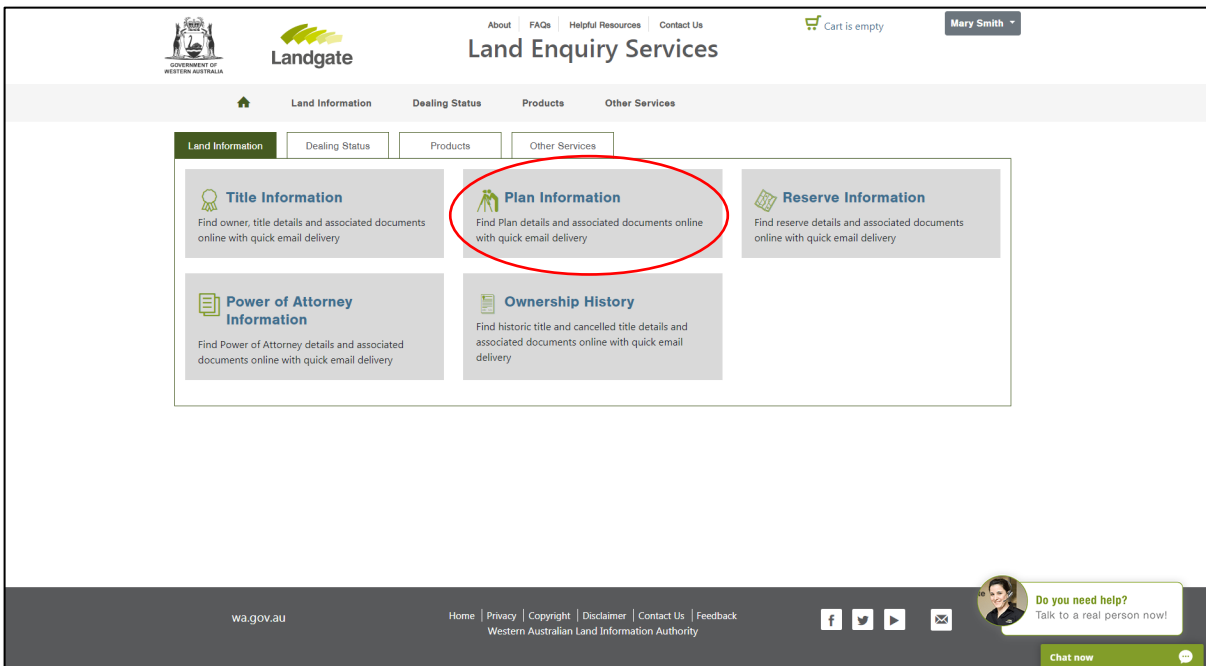 About FAQs Helpful Resources Contact Us
Cart is empty
Mary Smith
GOVERNMENT OF
WESTERN AUSTRALIA
Landgate
Land Enquiry Services
Land Information Dealing Status Products Other Services
Land Information Dealing Status Products Other Services
Title Information
Find owner, title details and associated documents
online with quick email delivery
Plan Information
Find Plan details and associated documents online
with quick email delivery
Reserve Information
Find reserve details and associated documents
online with quick email delivery
Power of Attorney
Information
Find Power of Attorney details and associated
documents online with quick email delivery
Ownership History
Find historic title and cancelled title details and
associated documents online with quick email
delivery
wa.gov.au
Home | Privacy | Copyright | Disclaimer | Contact Us | Feedback
Western Australian Land Information Authority
f
Do you need help?
Talk to a real person now!
Chat now